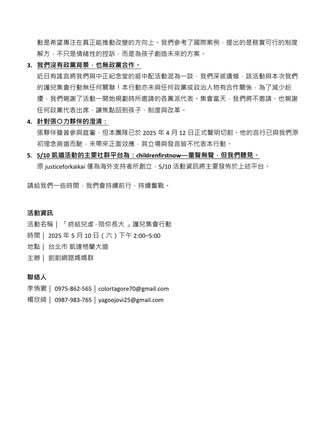 動是希望專注在真正能推動改變的方向上。我們參考了國際案例，提出的是務實可行的制度
解方，不只是情緒性的控訴，而是為孩子創造未來的方案。
3. 我們沒有政黨背景，也無政黨合作。
近日有謠言將我們與中正紀念堂的挺中配活動混為一談，我們深感遺憾，該活動與本次我們
的護兒集會行動無任何關聯！本行動亦未與任何政黨或政治人物有合作關係，為了減少紛
擾，我們婉謝了活動一開始規劃時所邀請的各黨派代表。集會當天，我們將不邀請、也婉謝
任何政黨代表出席，讓焦點回到孩子、制度與改革。
4. 針對張〇力夥伴的澄清：
張夥伴雖曾參與庭審，但本團隊已於 2025 年 4 月 12 日正式聲明切割。他的言行已與我們原
初理念背道而馳，未來帶來正面效應，其立場與發言皆不代表本行動。
5. 5/10 凱道活動的主要社群平台為：childrenfirstnow—童聲無聲，但我們聽見。
原 justiceforkaikai 僅為海外支持者所創立，5/10 活動資訊將主要發佈於上述平台。
請給我們一些時間，我們會持續前行，持續奮戰。
活動資訊
活動名稱｜「終結兒虐 · 陪你長大」護兒集會行動
時間｜ 2025 年 5 月 10 日（六）下午 2:00–5:00
地點｜ 台北市 凱達格蘭大道
主辦｜ 剴剴網路媽媽群
聯絡人
李侑君｜ 0975-862-565｜colortagore70@gmail.com
楊欣綺｜ 0987-983-765｜yagoojovi25@gmail.com